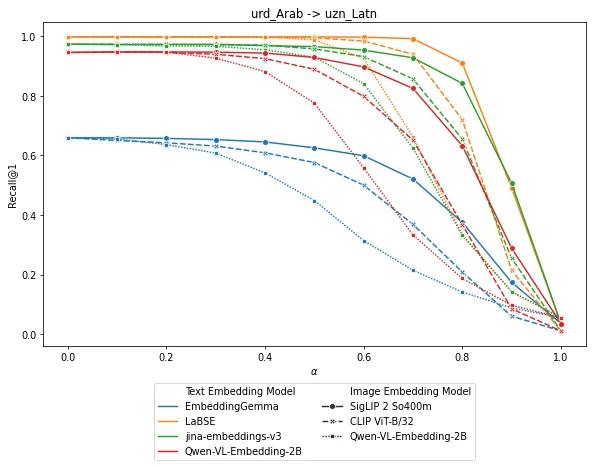 urd_Arab -> uzn_Latn
1.0
0.8
0.6
0.4
0.2
0.0
Recall@1
0.0 0.2 0.4 0.6 0.8 1.0
α
Text Embedding Model
EmbeddingGemma
LaBSE
jina-embeddings-v3
Qwen-VL-Embedding-2B
Image Embedding Model
SigLIP 2 So400m
CLIP ViT-B/32
Qwen-VL-Embedding-2B